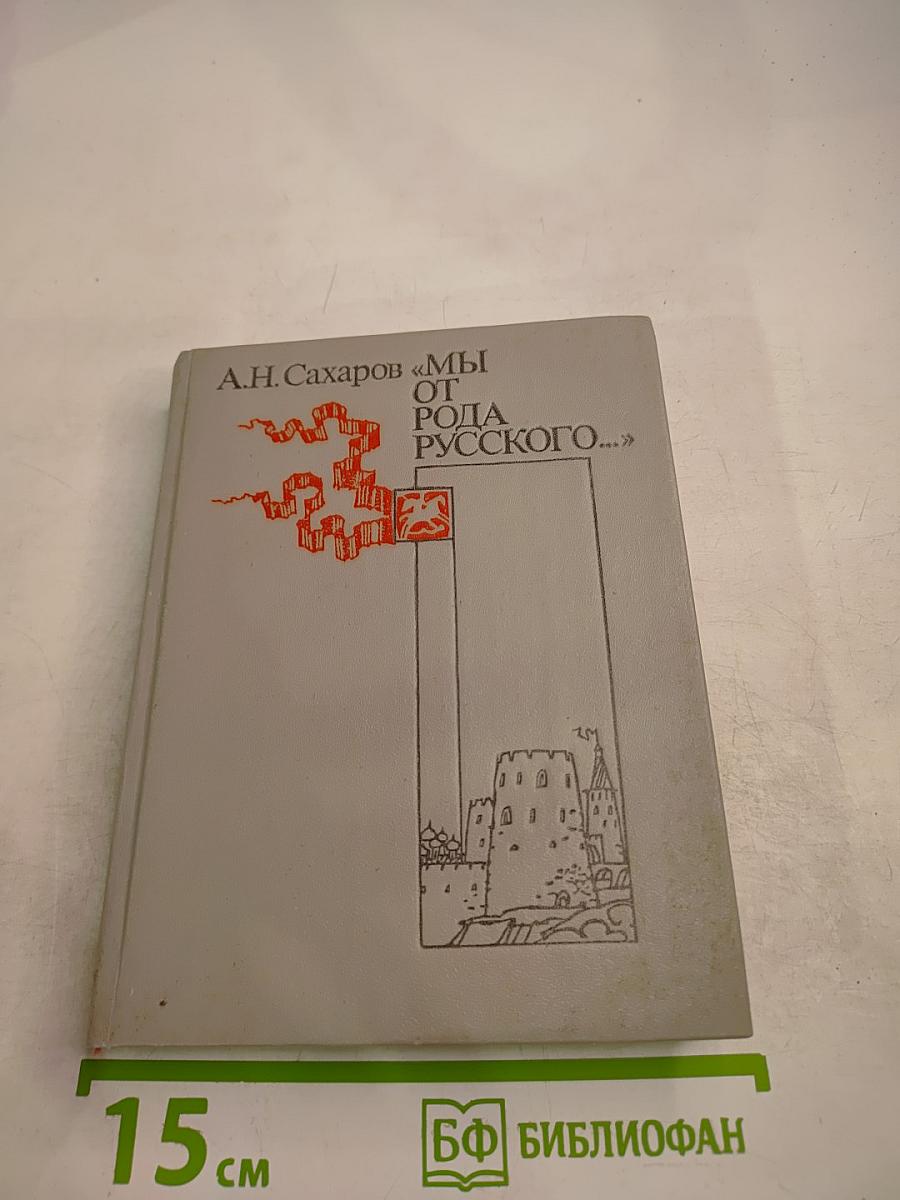 А.Н. Сахаров «МЫ
ОТ
РОДА
РУССКОГО...»
15 см
БФ БИБЛИОФАН